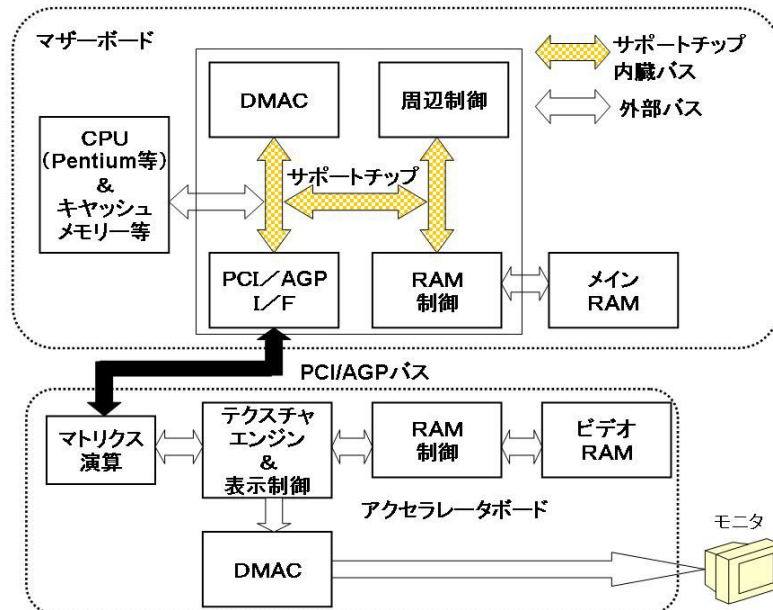 マザーボード
サポートチップ
内臓バス
外部バス
DMAC
周辺制御
CPU
(Pentium等)
&
キャッシュ
メモリー等
サポートチップ
PCI/AGP
I/F
RAM
制御
メイン
RAM
PCI/AGPバス
マトリクス
演算
テクスチャ
エンジン
&
表示制御
RAM
制御
ビデオ
RAM
アクセラレータボード
DMAC
モニタ